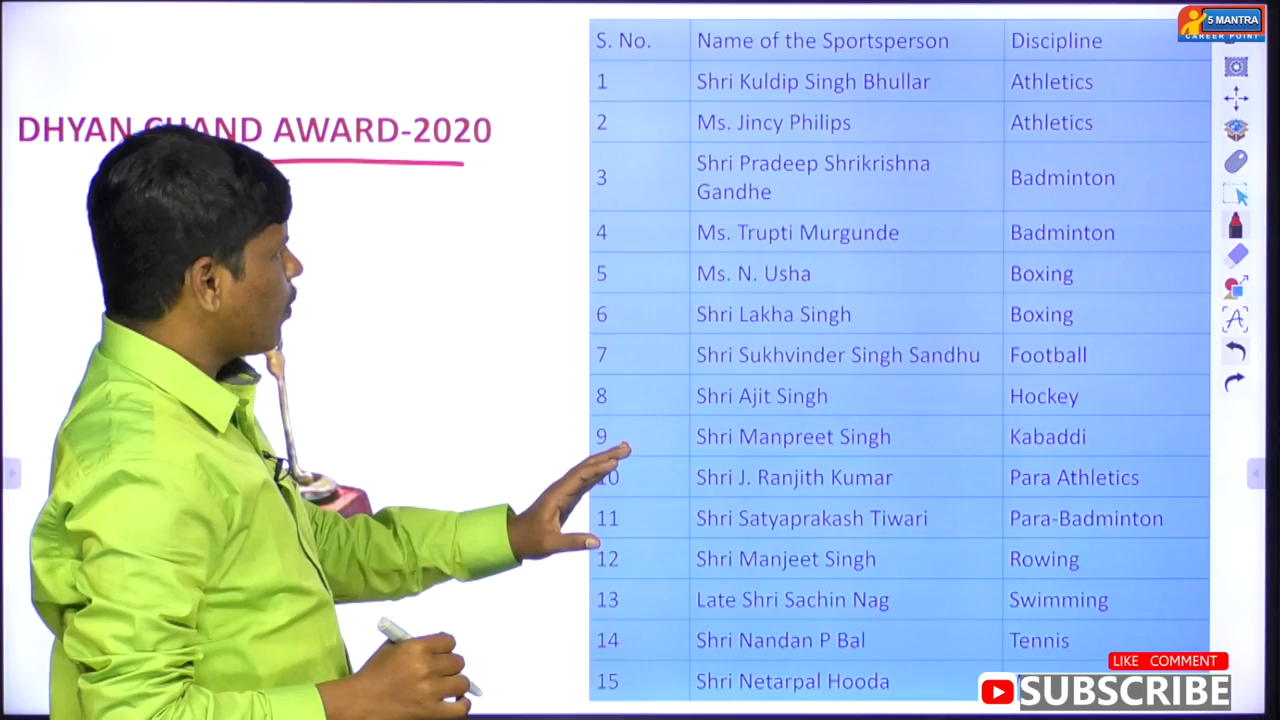 5 MANTRA
CAREER POINT
DHYAN CHAND AWARD-2020
S. No. Name of the Sportsperson Discipline
1 Shri Kuldip Singh Bhullar Athletics
2 Ms. Jincy Philips Athletics
3 Shri Pradeep Shrikrishna Gandhe Badminton
4 Ms. Trupti Murgunde Badminton
5 Ms. N. Usha Boxing
6 Shri Lakha Singh Boxing
7 Shri Sukhvinder Singh Sandhu Football
8 Shri Ajit Singh Hockey
9 Shri Manpreet Singh Kabaddi
10 Shri J. Ranjith Kumar Para Athletics
11 Shri Satyaprakash Tiwari Para-Badminton
12 Shri Manjeet Singh Rowing
13 Late Shri Sachin Nag Swimming
14 Shri Nandan P Bal Tennis
15 Shri Netarpal Hooda
LIKE COMMENT
SUBSCRIBE